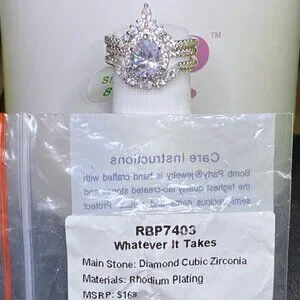 Care Instructions
Bomb Party® jewelry is hand crafted
the highest quality lab-created stones and
Protect
RBP7403
Whatever It Takes
Main Stone: Diamond Cubic Zirconia
Materials: Rhodium Plating
MSRP: $168